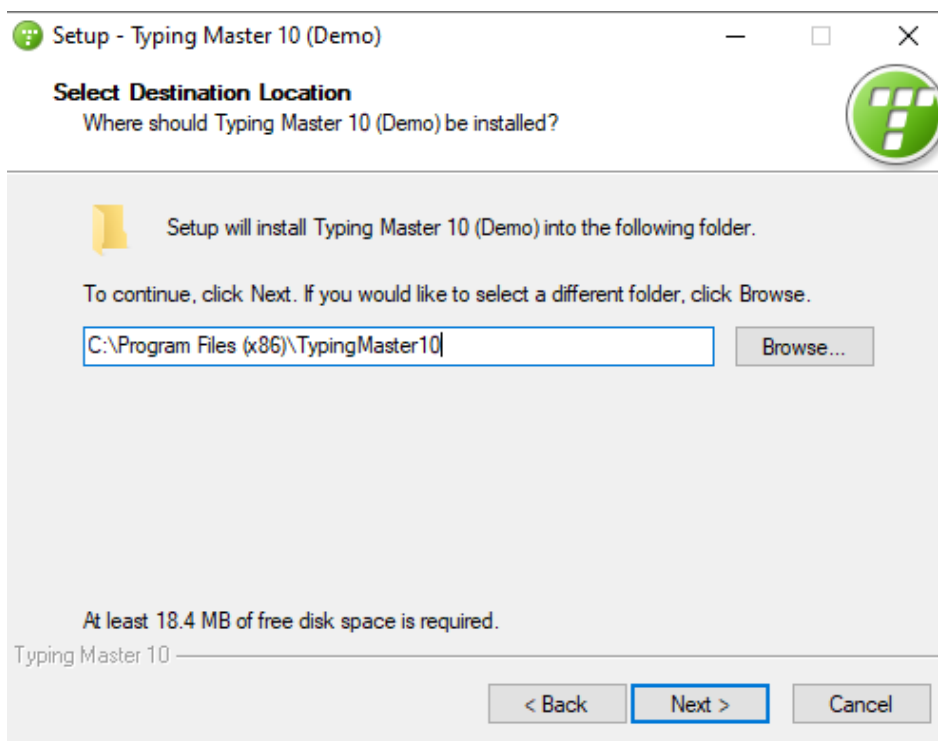 Setup - Typing Master 10 (Demo)
Select Destination Location
Where should Typing Master 10 (Demo) be installed?
Setup will install Typing Master 10 (Demo) into the following folder.
To continue, click Next. If you would like to select a different folder, click Browse.
C:\Program Files (x86)\TypingMaster10
Browse...
At least 18.4 MB of free disk space is required.
Typing Master 10
< Back
Next >
Cancel